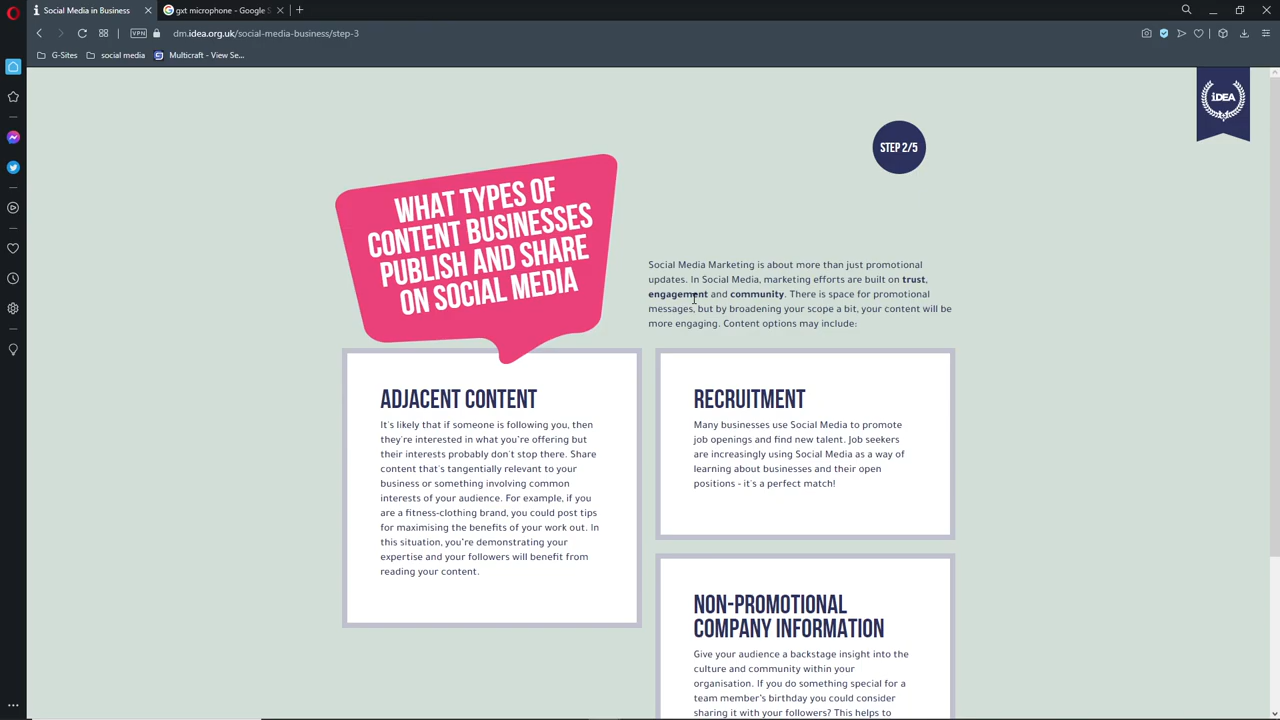 Social Media in Business
gxt microphone - Google S
VPN
dm.idea.org.uk/social-media-business/step-3
G-Sites
social media
Multicraft - View Se...
iDEA
STEP 2/5
WHAT TYPES OF
CONTENT BUSINESSES
PUBLISH AND SHARE
ON SOCIAL MEDIA
Social Media Marketing is about more than just promotional
updates. In Social Media, marketing efforts are built on trust,
engagement and community. There is space for promotional
messages, but by broadening your scope a bit, your content will be
more engaging. Content options may include:
ADJACENT CONTENT
It's likely that if someone is following you, then
they're interested in what you're offering but
their interests probably don't stop there. Share
content that's tangentially relevant to your
business or something involving common
interests of your audience. For example, if you
are a fitness-clothing brand, you could post tips
for maximising the benefits of your work out. In
this situation, you're demonstrating your
expertise and your followers will benefit from
reading your content.
RECRUITMENT
Many businesses use Social Media to promote
job openings and find new talent. Job seekers
are increasingly using Social Media as a way of
learning about businesses and their open
positions - it's a perfect match!
NON-PROMOTIONAL
COMPANY INFORMATION
Give your audience a backstage insight into the
culture and community within your
organisation. If you do something special for a
team member's birthday you could consider
sharing it with your followers? This helps to